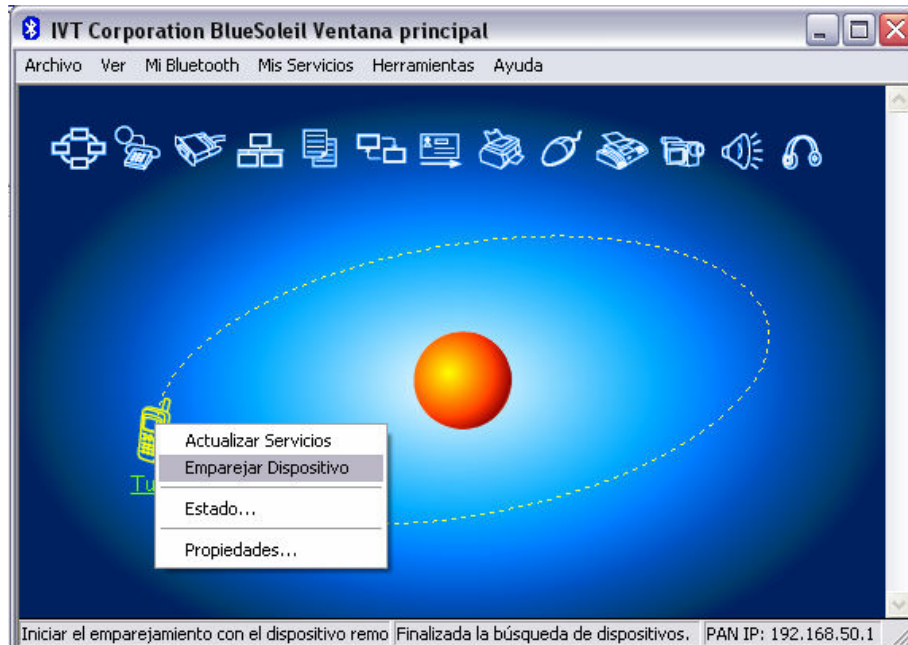 IVT Corporation BlueSoleil Ventana principal
Archivo Ver Mi Bluetooth Mis Servicios Herramientas Ayuda
Actualizar Servicios
Emparejar Dispositivo
Tu
Estado...
Propiedades...
Iniciar el emparejamiento con el dispositivo remo Finalizada la búsqueda de dispositivos. PAN IP: 192.168.50.1